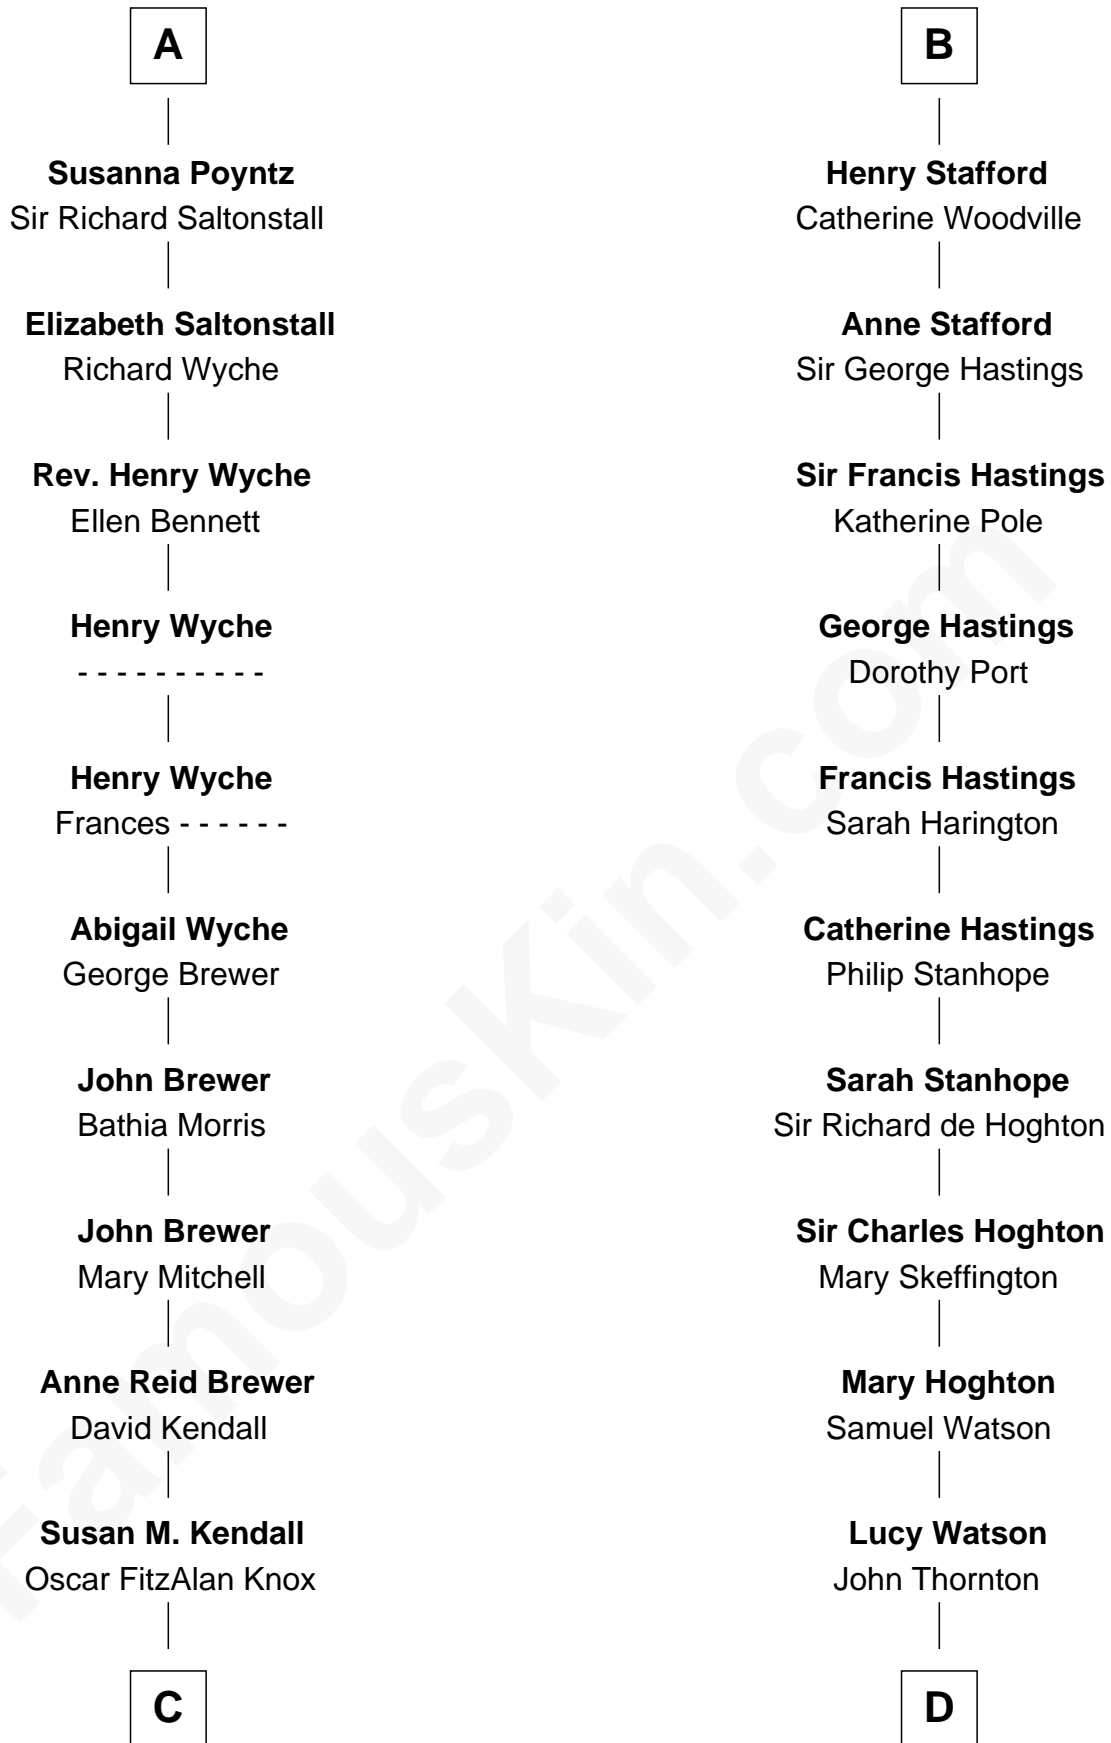 A
Susanna Poyntz
Sir Richard Saltonstall
Elizabeth Saltonstall
Richard Wyche
Rev. Henry Wyche
Ellen Bennett
Henry Wyche
- - - - - - - - - -
Henry Wyche
Frances - - - - - -
Abigail Wyche
George Brewer
John Brewer
Bathia Morris
John Brewer
Mary Mitchell
Anne Reid Brewer
David Kendall
Susan M. Kendall
Oscar FitzAlan Knox
C
B
Henry Stafford
Catherine Woodville
Anne Stafford
Sir George Hastings
Sir Francis Hastings
Katherine Pole
George Hastings
Dorothy Port
Francis Hastings
Sarah Harington
Catherine Hastings
Philip Stanhope
Sarah Stanhope
Sir Richard de Hoghton
Sir Charles Hoghton
Mary Skeffington
Mary Hoghton
Samuel Watson
Lucy Watson
John Thornton
D
FamousKin.com